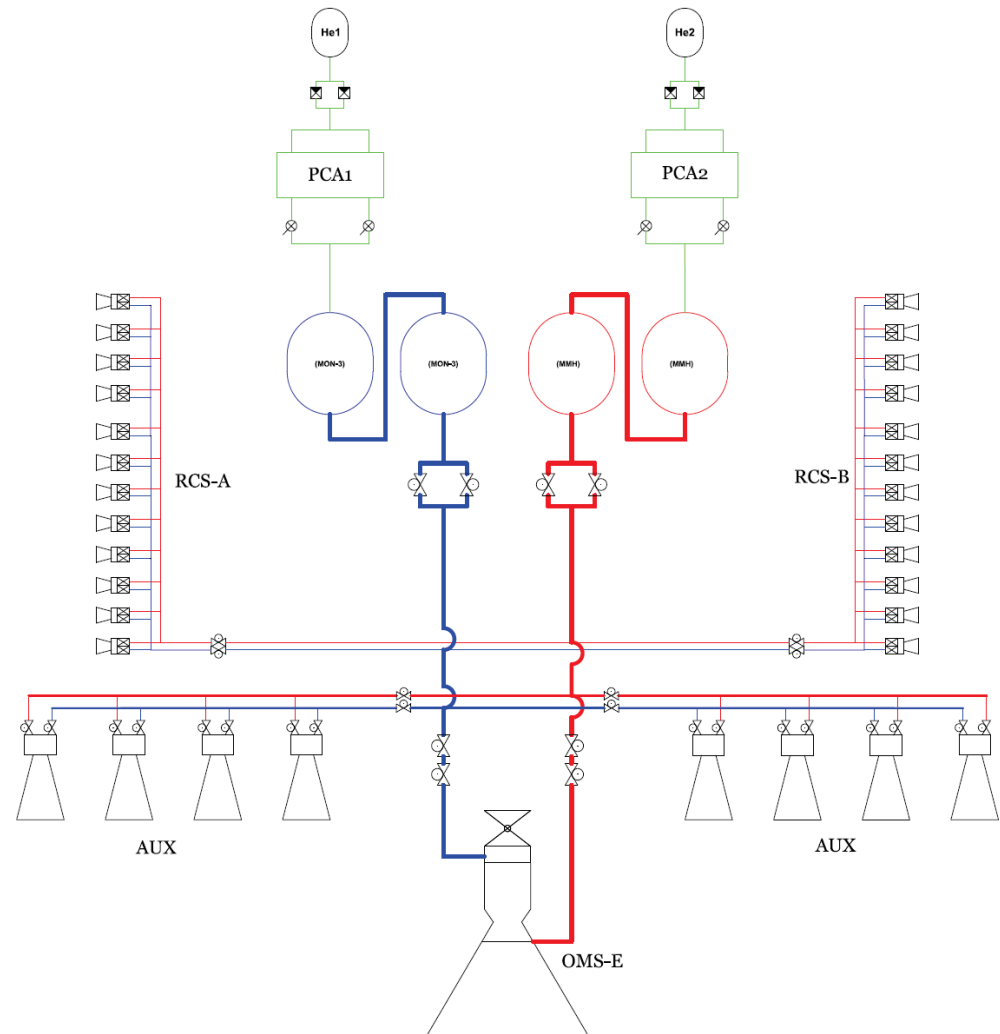 He1
He2
PCA1
PCA2
(MON-3)
(MON-3)
(MMH)
(MMH)
RCS-A
RCS-B
AUX
AUX
OMS-E